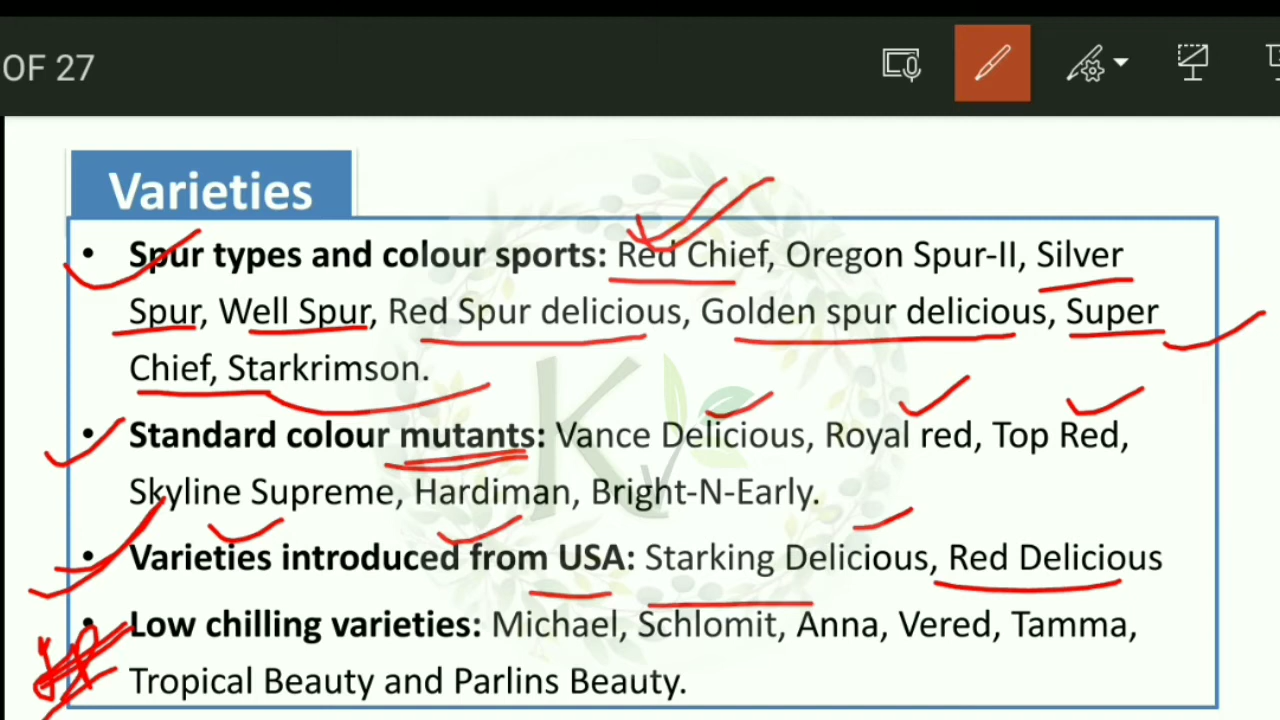 OF 27
Varieties
• Spur types and colour sports: Red Chief, Oregon Spur-II, Silver
Spur, Well Spur, Red Spur delicious, Golden spur delicious, Super
Chief, Starkrimson.
• Standard colour mutants: Vance Delicious, Royal red, Top Red,
Skyline Supreme, Hardiman, Bright-N-Early.
• Varieties introduced from USA: Starking Delicious, Red Delicious
• Low chilling varieties: Michael, Schlomit, Anna, Vered, Tamma,
Tropical Beauty and Parlins Beauty.
K